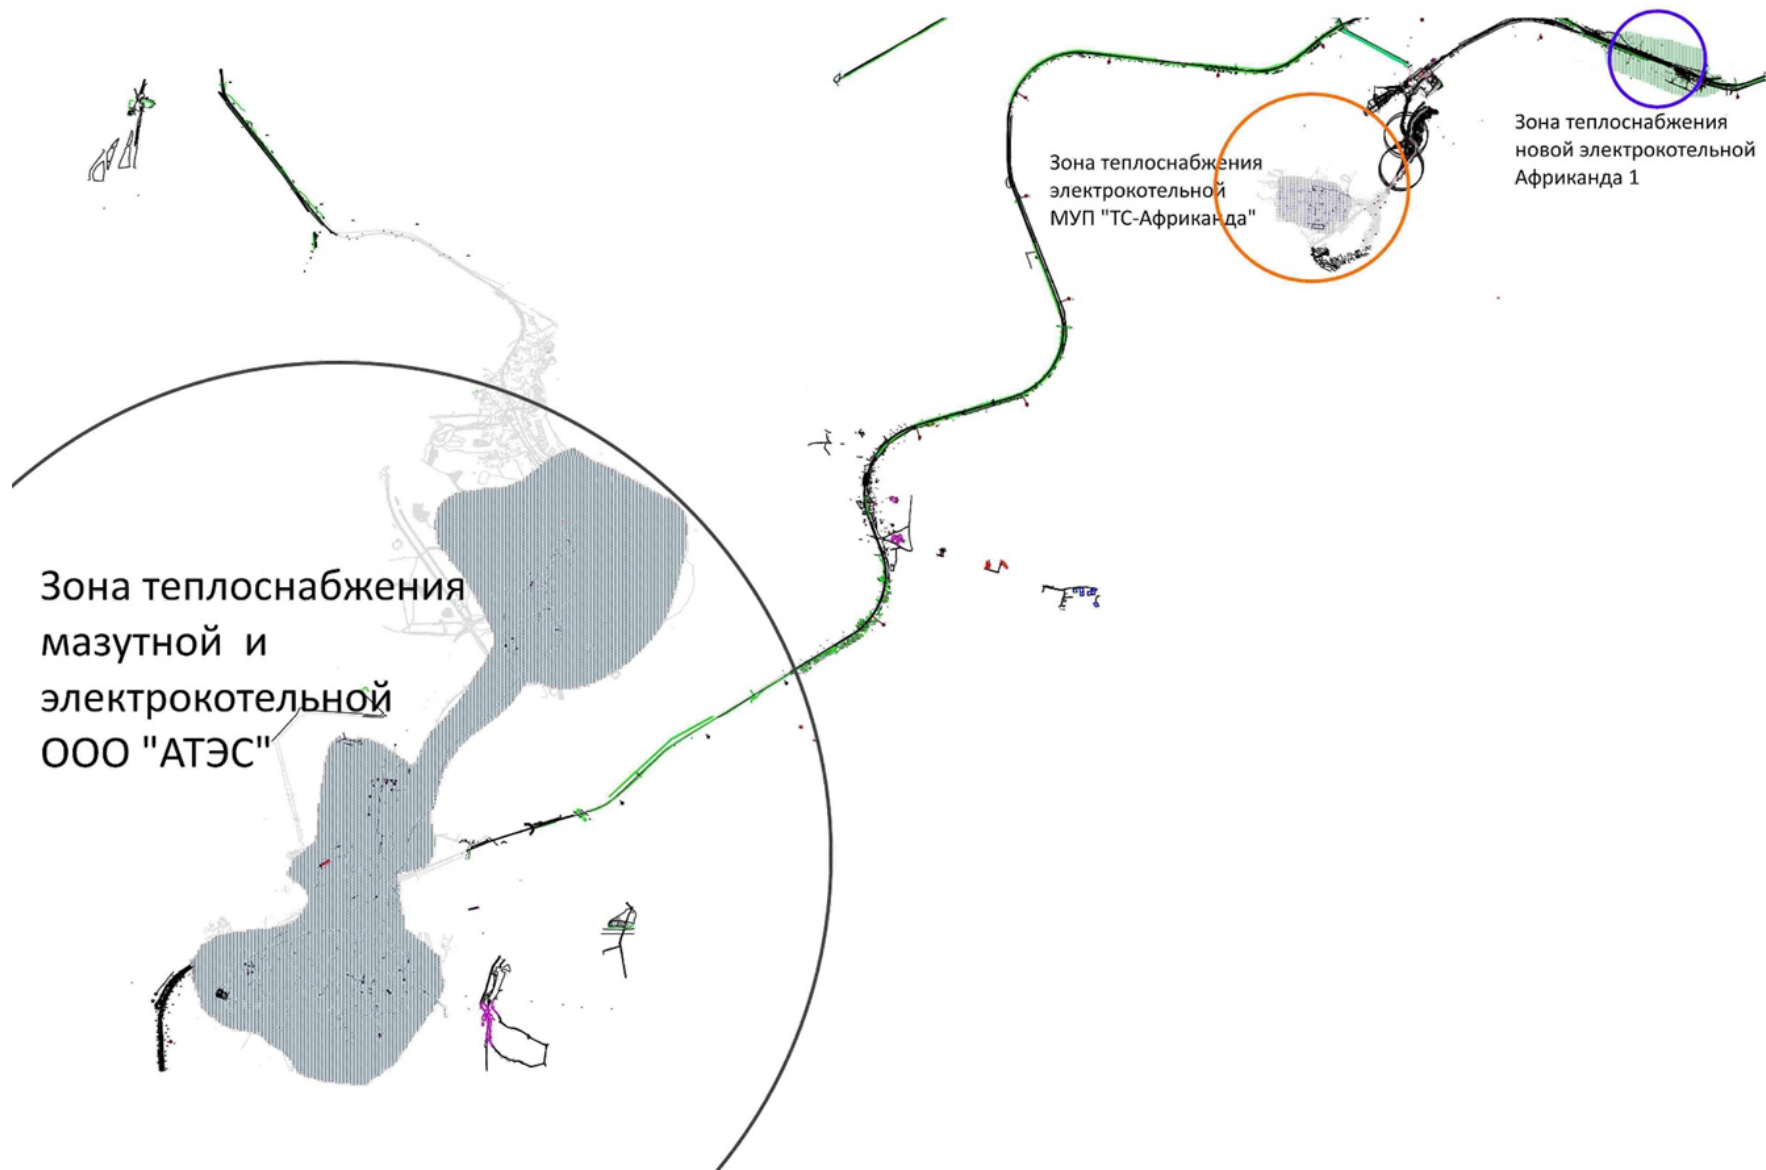 Зона теплоснабжения
новой электрокотельной
Африканда 1
Зона теплоснабжения
электрокотельной
МУП "ТС-Африканда"
Зона теплоснабжения
мазутной и
электрокотельной
ООО "АТЭС"